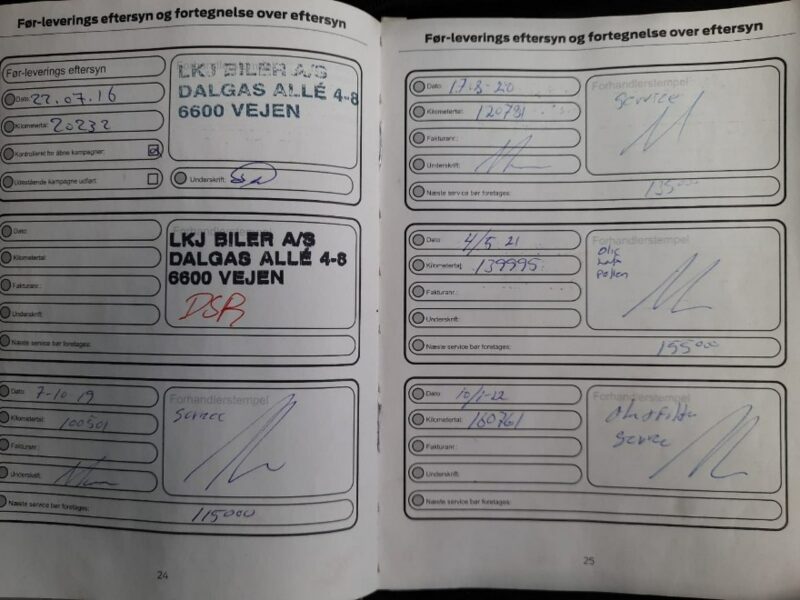 Før-leverings eftersyn og fortegnelse over eftersyn
Før-leverings eftersyn
Dato: 22.07.16
Kilometertal: 20232
Kontrolleret for åbne kampagner:
Udestående kampagne udført:
LKJ BILER A/S
DALGAS ALLÉ 4-8
6600 VEJEN
Underskrift:
Dato:
Kilometertal:
Fakturanr.:
Underskrift:
Næste service bør foretages:
Forhandlerstempel
LKJ BILER A/S
DALGAS ALLÉ 4-8
6600 VEJEN
DSR
Dato: 7-10 19
Kilometertal: 100501
Fakturanr.:
Underskrift:
Forhandlerstempel
Næste service bør foretages: 115000
24
Før-leverings eftersyn og fortegnelse over eftersyn
Dato: 17-8-20
Kilometertal: 120791
Fakturanr.:
Underskrift:
Forhandlerstempel
Service
Næste service bør foretages: 135000
Dato: 4/5 21
Kilometertal: 139995
Fakturanr.:
Underskrift:
Forhandlerstempel
Olie
Pollen
Næste service bør foretages: 155000
Dato: 10/1-22
Kilometertal: 160761
Fakturanr.:
Underskrift:
Forhandlerstempel
Service
Næste service bør foretages:
25